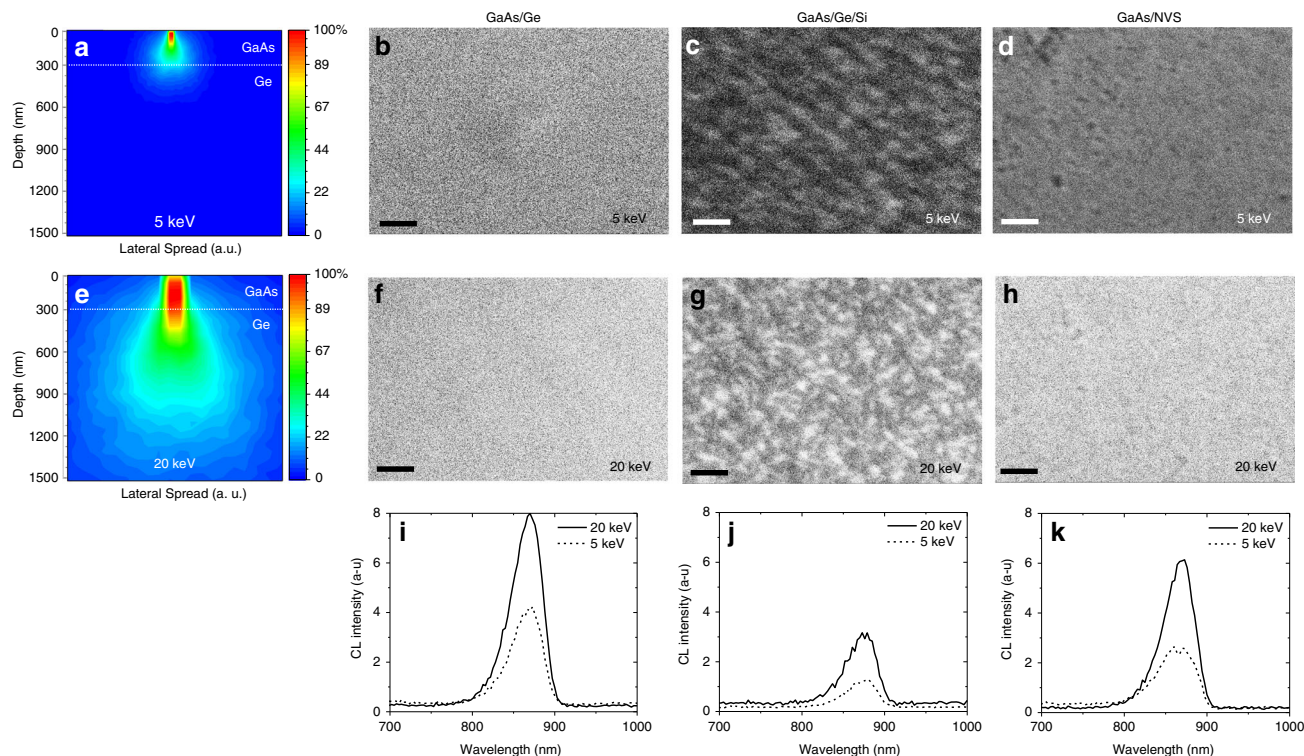 GaAs/Ge
GaAs/Ge/Si
GaAs/NVS
a
0
300
600
900
1200
1500
Depth (nm)
GaAs
Ge
5 keV
Lateral Spread (a.u.)
100%
89
67
44
22
0
b
5 keV
c
5 keV
d
5 keV
e
0
300
600
900
1200
1500
Depth (nm)
GaAs
Ge
20 keV
Lateral Spread (a. u.)
100%
89
67
44
22
0
f
20 keV
g
20 keV
h
20 keV
i
20 keV
5 keV
8
6
4
2
0
CL intensity (a-u)
700
800
900
1000
Wavelength (nm)
j
20 keV
5 keV
8
6
4
2
0
CL intensity (a-u)
700
800
900
1000
Wavelength (nm)
k
20 keV
5 keV
8
6
4
2
0
CL intensity (a-u)
700
800
900
1000
Wavelength (nm)